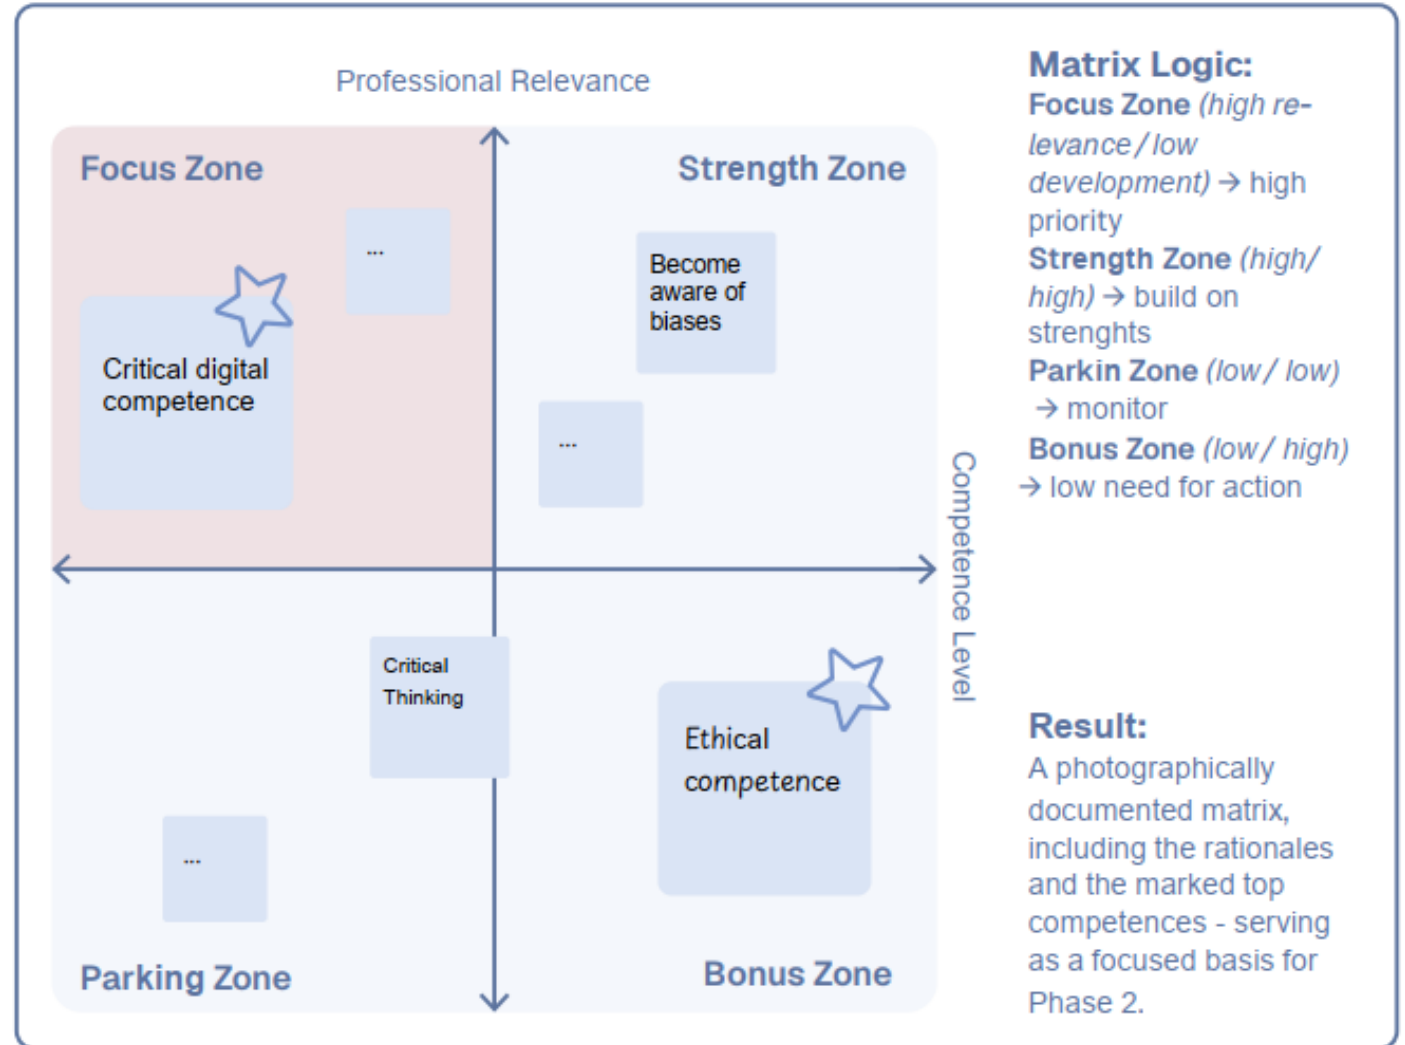 Professional Relevance
Focus Zone
Strength Zone
...
Become
aware of
biases
Critical digital
competence
...
Competence Level
Critical
Thinking
Ethical
competence
...
Parking Zone
Bonus Zone
Matrix Logic:
Focus Zone (high re-
levance/low
development) → high
priority
Strength Zone (high/
high) → build on
strenghts
Parkin Zone (low/ low)
→ monitor
Bonus Zone (low/ high)
→ low need for action
Result:
A photographically
documented matrix,
including the rationales
and the marked top
competences - serving
as a focused basis for
Phase 2.